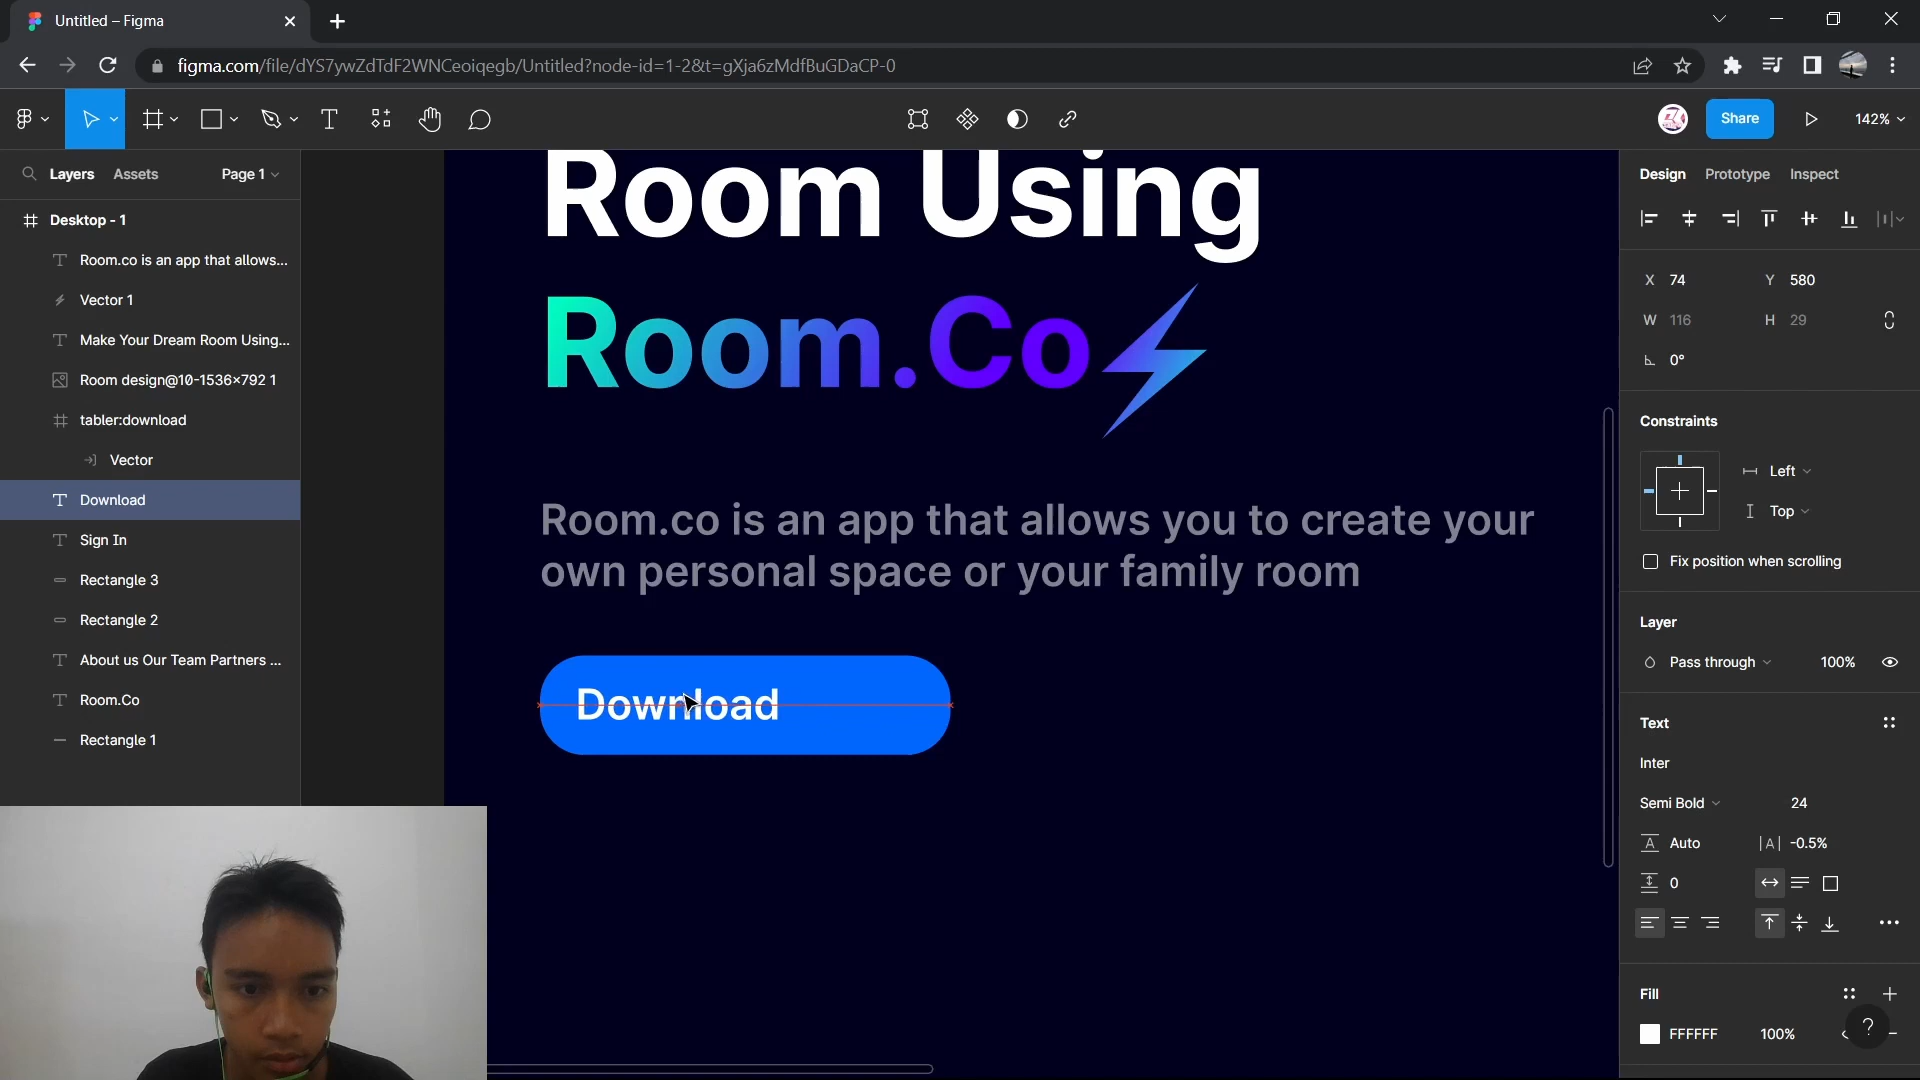 Untitled – Figma
figma.com/file/dYS7ywZdTdF2WNCeoiqegb/Untitled?node-id=1-2&t=gXja6zMdfBuGDaCP-0
Share
142%
Layers
Assets
Page 1
Desktop - 1
Room.co is an app that allows...
Vector 1
Make Your Dream Room Using...
Room design@10-1536×792 1
tabler:download
Vector
Download
Sign In
Rectangle 3
Rectangle 2
About us Our Team Partners ...
Room.Co
Rectangle 1
Room Using
Room.Co
Room.co is an app that allows you to create your
own personal space or your family room
Download
Design
Prototype
Inspect
X 74
Y 580
W 116
H 29
0°
Constraints
Left
Top
Fix position when scrolling
Layer
Pass through
100%
Text
Inter
Semi Bold
24
Auto
|A| -0.5%
0
Fill
FFFFFF
100%
?